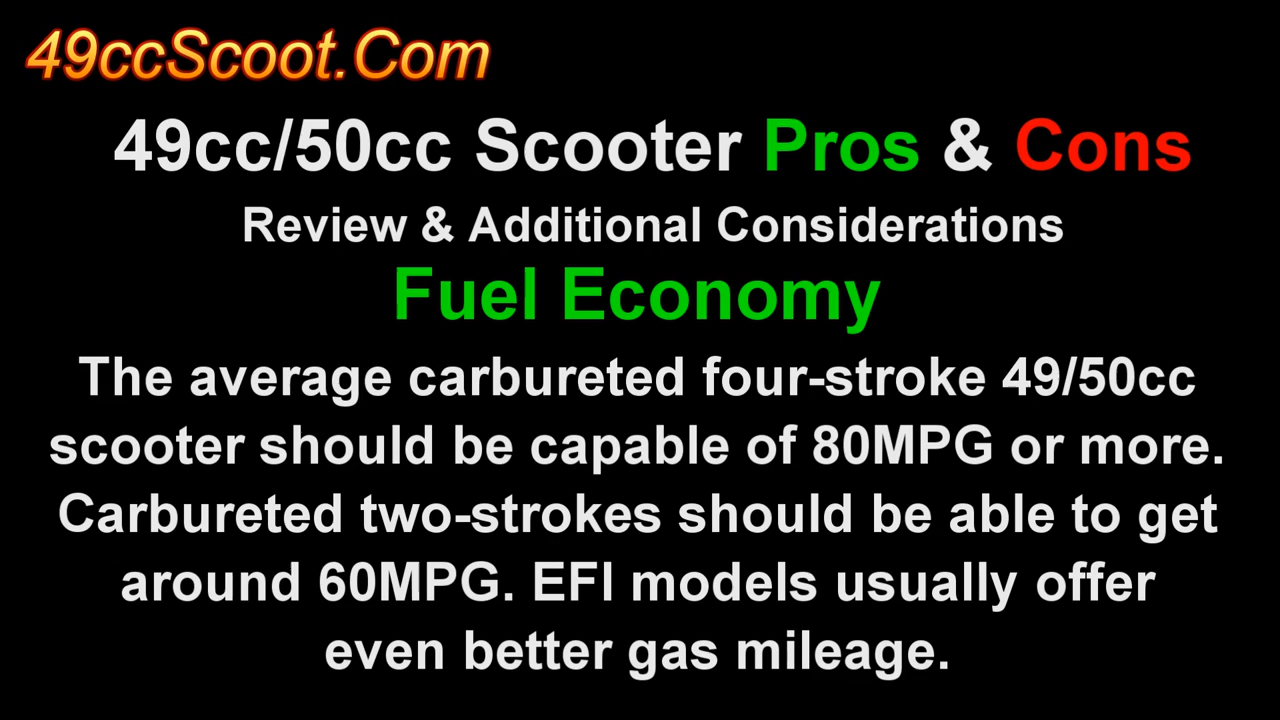 49ccScoot.Com
49cc/50cc Scooter Pros & Cons
Review & Additional Considerations
Fuel Economy
The average carbureted four-stroke 49/50cc
scooter should be capable of 80MPG or more.
Carbureted two-strokes should be able to get
around 60MPG. EFI models usually offer
even better gas mileage.